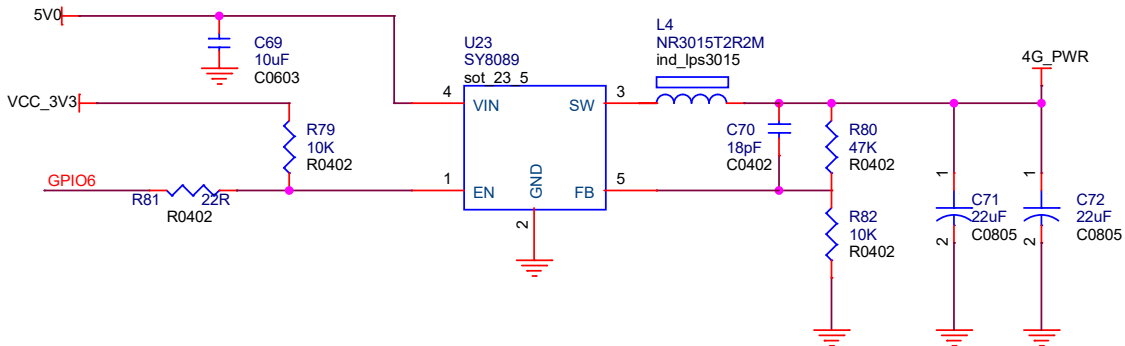 5V0
C69
10uF
C0603
U23
SY8089
sot_23_5
L4
NR3015T2R2M
ind_lps3015
4G_PWR
VCC_3V3
4
VIN
SW
3
R79
10K
R0402
C70
18pF
C0402
R80
47K
R0402
GPIO6
R81
22R
R0402
1
EN
GND
FB
5
2
R82
10K
R0402
1
C71
22uF
C0805
2
1
C72
22uF
C0805
2